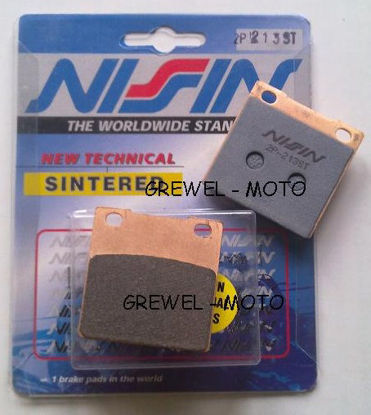 2P 213ST
NISSIN
THE WORLDWIDE STAN
NISSIN
2P-213ST
NEW TECHNICAL
SINTERED
GREWEL - MOTO
NISSIN
GREWEL - MOTO
1 brake pads in the world